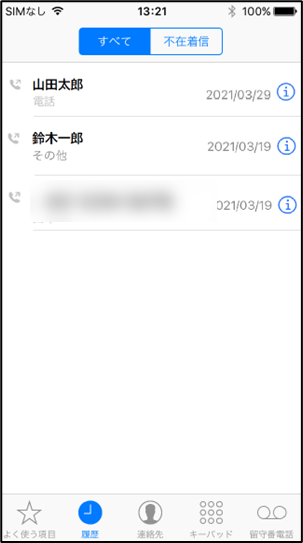 SIMなし 13:21 100%
すべて 不在着信
山田太郎
電話 2021/03/29
鈴木一郎
その他 2021/03/19
021/03/19
よく使う項目 履歴 連絡先 キーパッド 留守番電話